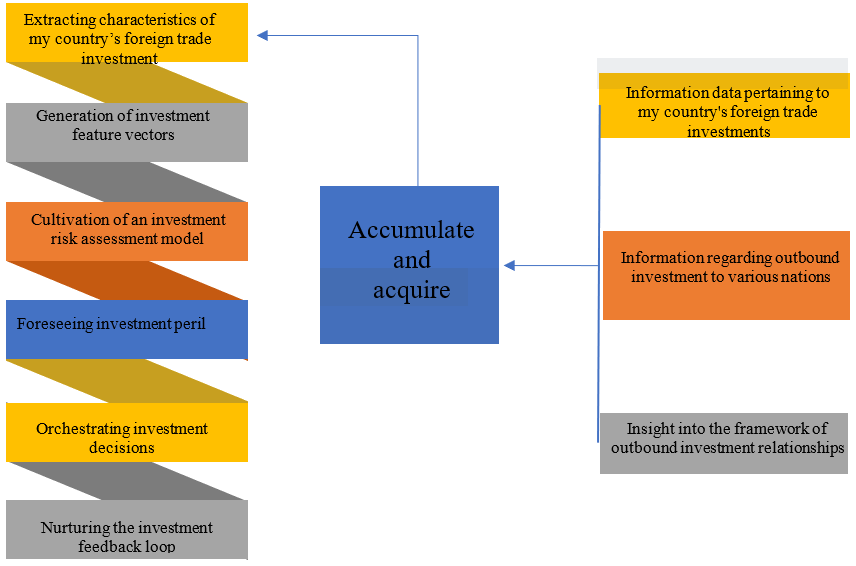 Extracting characteristics of
my country’s foreign trade
investment
Generation of investment
feature vectors
Cultivation of an investment
risk assessment model
Foreseeing investment peril
Orchestrating investment
decisions
Nurturing the investment
feedback loop
Accumulate
and
acquire
Information data pertaining to
my country's foreign trade
investments
Information regarding outbound
investment to various nations
Insight into the framework of
outbound investment relationships